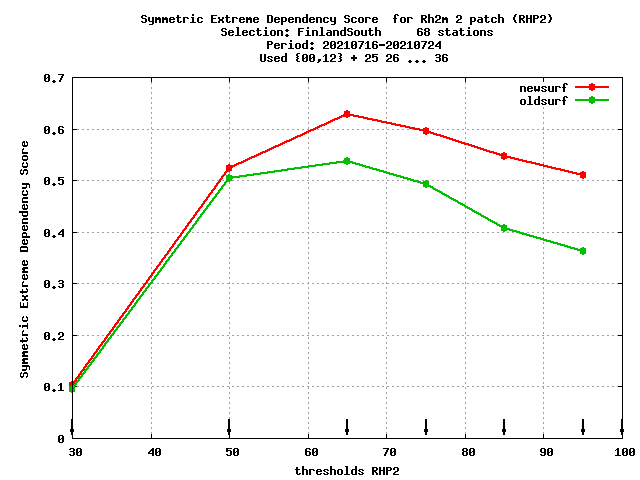 Symmetric Extreme Dependency Score  for Rh2m 2 patch (RHP2)
Selection: FinlandSouth     68 stations
Period: 20210716-20210724
Used {00,12} + 25 26 ... 36
0.7
newsurf
oldsurf
0.6
0.5
0.4
0.3
0.2
0.1
0
Symmetric Extreme Dependency Score
30 40 50 60 70 80 90 100
thresholds RHP2